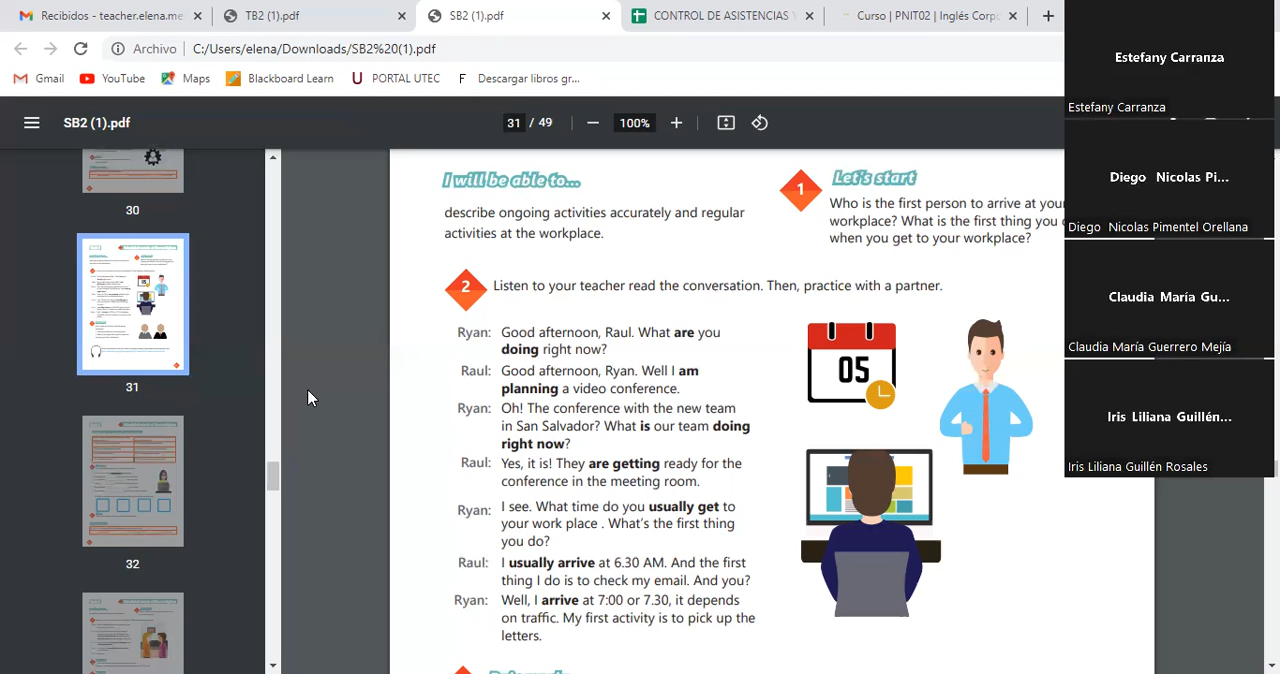 Recibidos - teacher.elena.me
TB2 (1).pdf
SB2 (1).pdf
CONTROL DE ASISTENCIAS Y
Curso | PNIT02 | Inglés Corpo
Archivo
C:/Users/elena/Downloads/SB2%20(1).pdf
Gmail
YouTube
Maps
Blackboard Learn
PORTAL UTEC
Descargar libros gr...
SB2 (1).pdf
31 / 49
100%
30
31
32
I will be able to...
describe ongoing activities accurately and regular
activities at the workplace.
1
Let's start
Who is the first person to arrive at your
workplace? What is the first thing you
when you get to your workplace?
2
Listen to your teacher read the conversation. Then, practice with a partner.
Ryan: Good afternoon, Raul. What are you
doing right now?
Raul: Good afternoon, Ryan. Well I am
planning a video conference.
Ryan: Oh! The conference with the new team
in San Salvador? What is our team doing
right now?
Raul: Yes, it is! They are getting ready for the
conference in the meeting room.
Ryan: I see. What time do you usually get to
your work place . What's the first thing
you do?
Raul: I usually arrive at 6.30 AM. And the first
thing I do is to check my email. And you?
Ryan: Well, I arrive at 7:00 or 7.30, it depends
on traffic. My first activity is to pick up the
letters.
05
Estefany Carranza
Estefany Carranza
Diego Nicolas Pi...
Diego Nicolas Pimentel Orellana
Claudia María Gu...
Claudia María Guerrero Mejía
Iris Liliana Guillén...
Iris Liliana Guillén Rosales